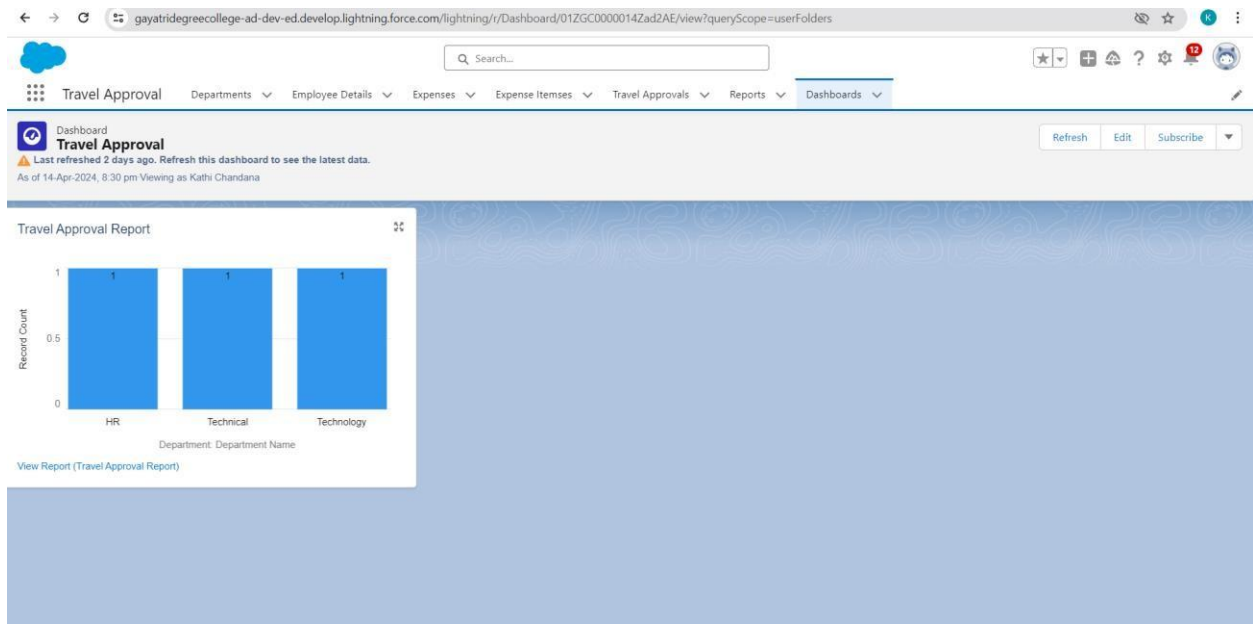 gayatridegreecollege-ad-dev-ed.develop.lightning.force.com/lightning/r/Dashboard/01ZGC0000014Zad2AE/view?queryScope=userFolders
K
Search...
12
Travel Approval Departments Employee Details Expenses Expense Itemses Travel Approvals Reports Dashboards
Dashboard
Travel Approval
Last refreshed 2 days ago. Refresh this dashboard to see the latest data.
As of 14-Apr-2024, 8:30 pm Viewing as Kathi Chandana
Refresh Edit Subscribe
Travel Approval Report
1 1 1 1
Record Count
0.5
0
HR Technical Technology
Department: Department Name
View Report (Travel Approval Report)